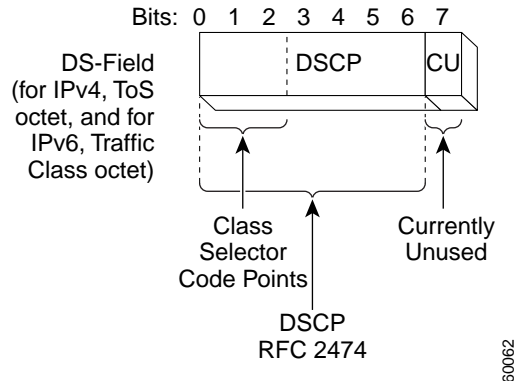 Bits: 0 1 2 3 4 5 6 7
DS-Field
(for IPv4, ToS
octet, and for
IPv6, Traffic
Class octet)
DSCP
CU
Class
Selector
Code Points
Currently
Unused
DSCP
RFC 2474
60062